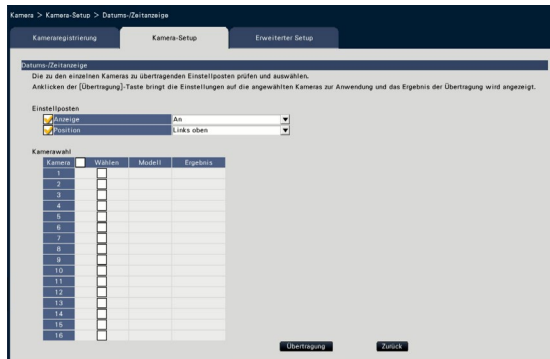 Kamera > Kamera-Setup > Datums-/Zeitanzeige
Kameraregistrierung Kamera-Setup Erweiterter Setup
Datums-/Zeitanzeige
Die zu den einzelnen Kameras zu übertragenden Einstellposten prüfen und auswählen.
Anklicken der [Übertragung]-Taste bringt die Einstellungen auf die angewählten Kameras zur Anwendung und das Ergebnis der Übertragung wird angezeigt.
Einstellposten
Anzeige An
Position Links oben
Kamerawahl
Kamera Wählen Modell Ergebnis
1
2
3
4
5
6
7
8
9
10
11
12
13
14
15
16
Übertragung Zurück